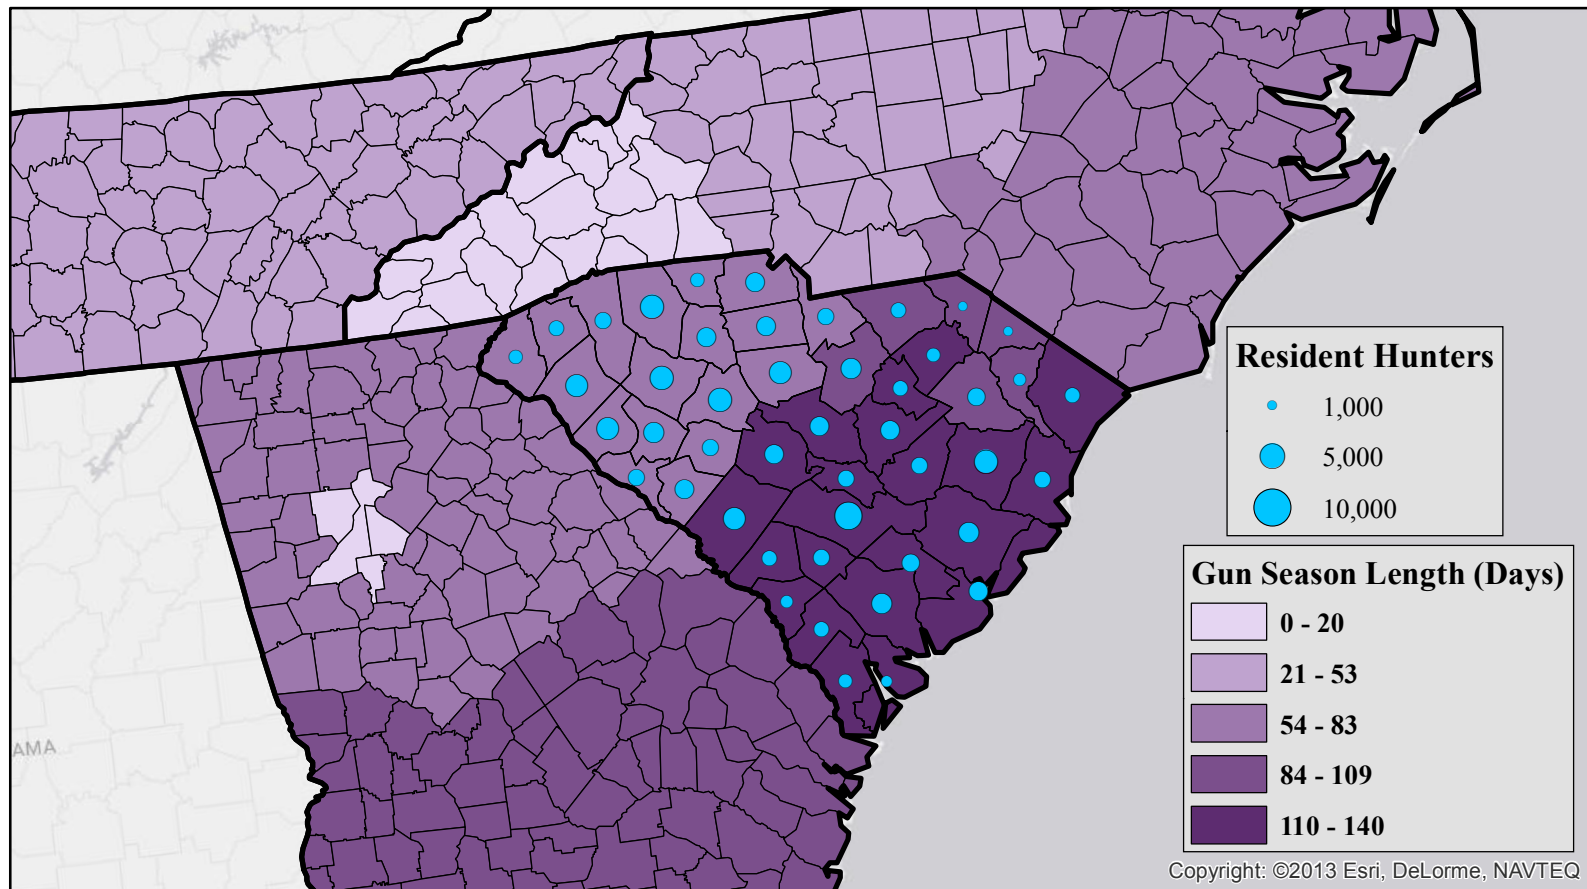 Resident Hunters
1,000
5,000
10,000
Gun Season Length (Days)
0 - 20
21 - 53
54 - 83
84 - 109
110 - 140
AMA
Copyright: ©2013 Esri, DeLorme, NAVTEQ